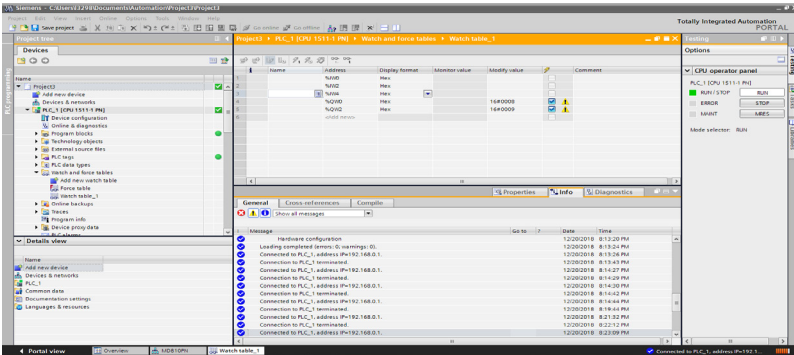 Siemens - C:\Users\33298\Documents\Automation\Project3\Project3
Project Edit View Insert Online Options Tools Window Help
Save project
Go online Go offline
Totally Integrated Automation
PORTAL
Project tree
Project3 PLC_1 [CPU 1511-1 PN] Watch and force tables Watch table_1
Testing
Devices
Options
Name
Project3
Add new device
Devices & networks
PLC_1 [CPU 1511-1 PN]
Device configuration
Online & diagnostics
Program blocks
Technology objects
External source files
PLC tags
PLC data types
Watch and force tables
Add new watch table
Force table
Watch table_1
Online backups
Traces
Program info
Device proxy data
PLC programming
i Name Address Display format Monitor value Modify value Comment
1 %IW0 Hex
2 %IW2 Hex
3 %IW4 Hex
4 %QW0 Hex 16#0008
5 %QW2 Hex 16#0009
6 <Add new>
CPU operator panel
PLC_1 [CPU 1511-1 PN]
RUN / STOP RUN
ERROR STOP
MAINT MRES
Mode selector: RUN
Testing
Tasks
Libraries
Properties Info Diagnostics
General Cross-references Compile
Show all messages
Message Go to ? Date Time
Hardware configuration 12/20/2018 8:13:20 PM
Loading completed (errors: 0; warnings: 0). 12/20/2018 8:13:24 PM
Connected to PLC_1, address IP=192.168.0.1. 12/20/2018 8:13:26 PM
Connection to PLC_1 terminated. 12/20/2018 8:13:43 PM
Connected to PLC_1, address IP=192.168.0.1. 12/20/2018 8:14:27 PM
Connection to PLC_1 terminated. 12/20/2018 8:14:29 PM
Connected to PLC_1, address IP=192.168.0.1. 12/20/2018 8:14:30 PM
Connection to PLC_1 terminated. 12/20/2018 8:14:42 PM
Connected to PLC_1, address IP=192.168.0.1. 12/20/2018 8:14:44 PM
Connection to PLC_1 terminated. 12/20/2018 8:19:44 PM
Connected to PLC_1, address IP=192.168.0.1. 12/20/2018 8:21:32 PM
Connection to PLC_1 terminated. 12/20/2018 8:22:12 PM
Connected to PLC_1, address IP=192.168.0.1. 12/20/2018 8:23:09 PM
Details view
Name
Add new device
Devices & networks
PLC_1
Common data
Documentation settings
Languages & resources
Portal view Overview MDB10PN Watch table_1
Connected to PLC_1, address IP=192.1...